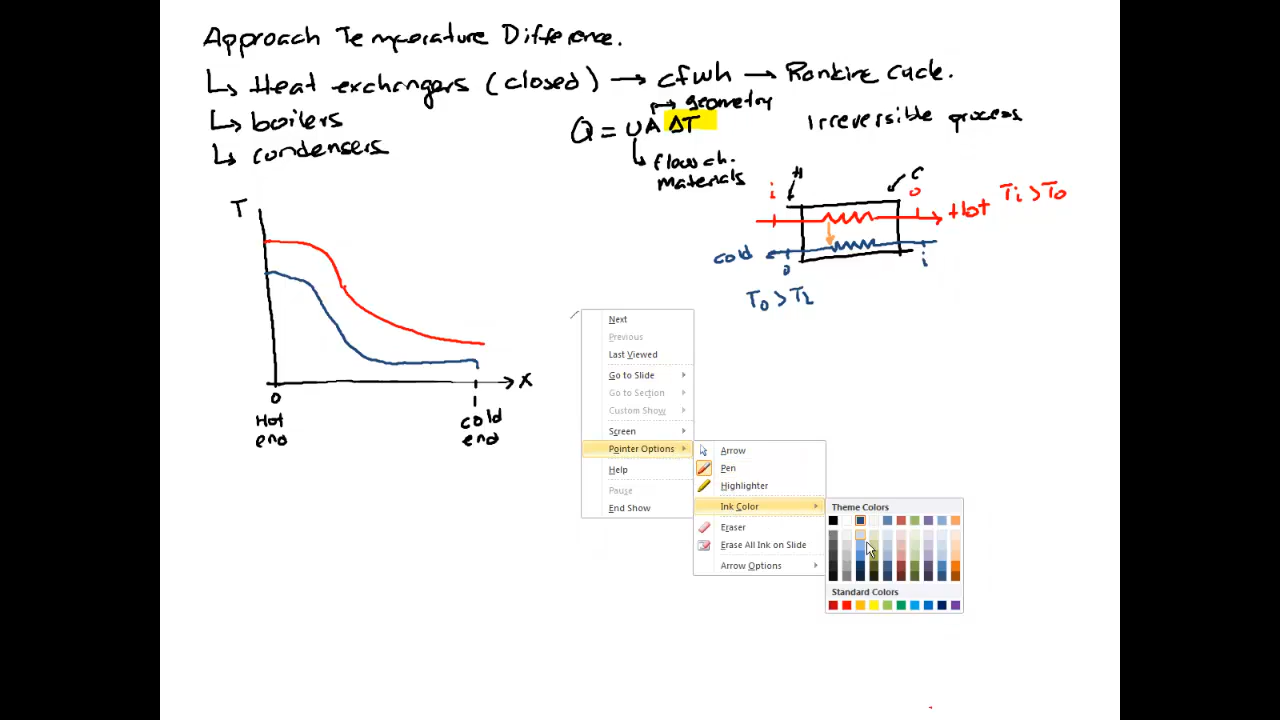 Approach Temperature Difference.
↳ Heat exchangers (closed) → cfwh → Rankine cycle.
↳ boilers
↳ condensers
Q = U A ΔT
→ geometry
↳ flow ch.
materials
Irreversible process
H
C
i
o
Hot Ti > To
cold
o
i
To > Ti
T
X
0
1
Hot
end
cold
end
Next
Previous
Last Viewed
Go to Slide
Go to Section
Custom Show
Screen
Pointer Options
Help
Pause
End Show
Arrow
Pen
Highlighter
Ink Color
Eraser
Erase All Ink on Slide
Arrow Options
Theme Colors
Standard Colors